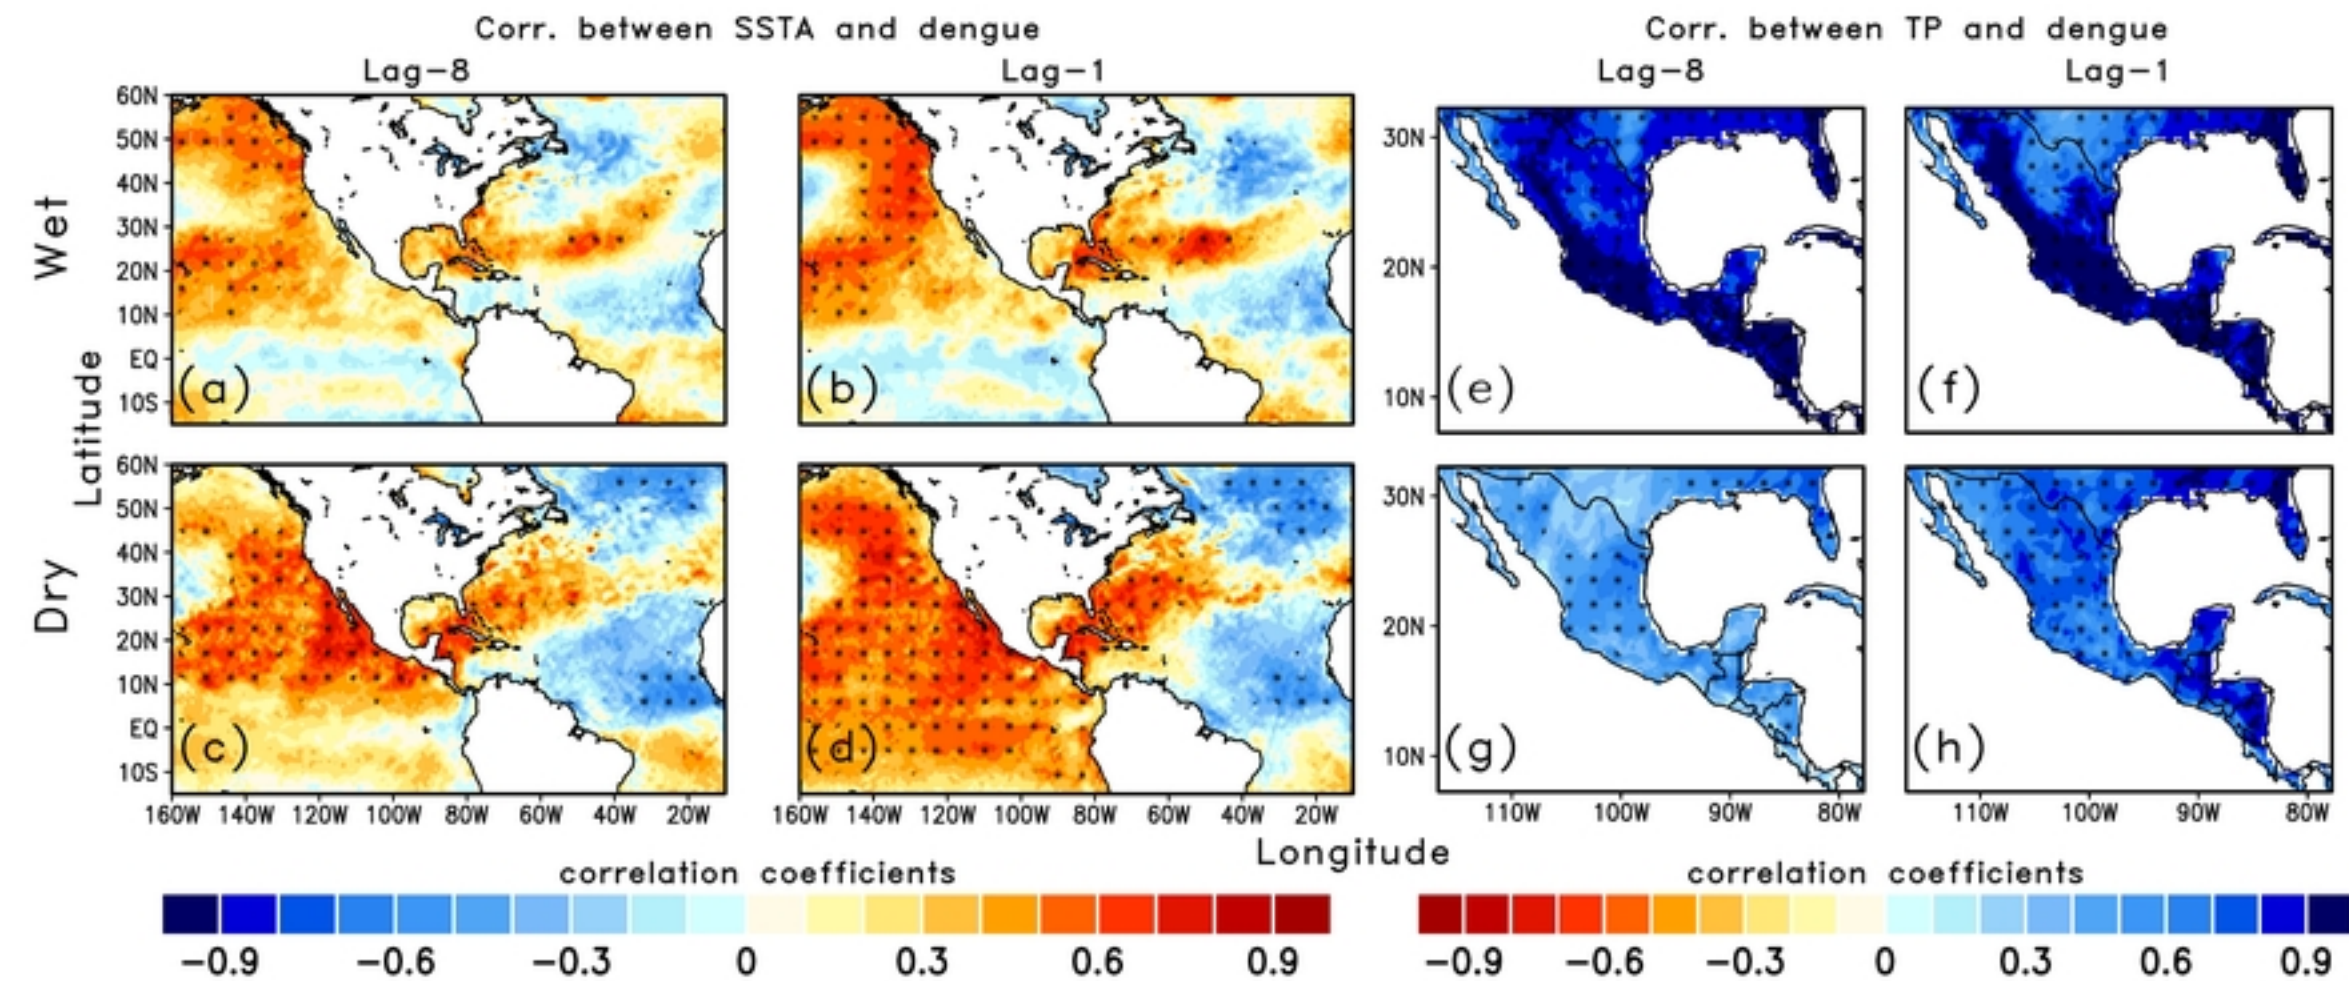 Corr. between SSTA and dengue
Corr. between TP and dengue
Lag-8
Lag-1
Lag-8
Lag-1
Wet
Dry
Latitude
60N
50N
40N
30N
20N
10N
EQ
10S
(a)
(b)
30N
20N
10N
(e)
(f)
60N
50N
40N
30N
20N
10N
EQ
10S
(c)
(d)
30N
20N
10N
(g)
(h)
160W 140W 120W 100W 80W 60W 40W 20W
160W 140W 120W 100W 80W 60W 40W 20W
110W 100W 90W 80W
110W 100W 90W 80W
Longitude
correlation coefficients
-0.9 -0.6 -0.3 0 0.3 0.6 0.9
correlation coefficients
-0.9 -0.6 -0.3 0 0.3 0.6 0.9